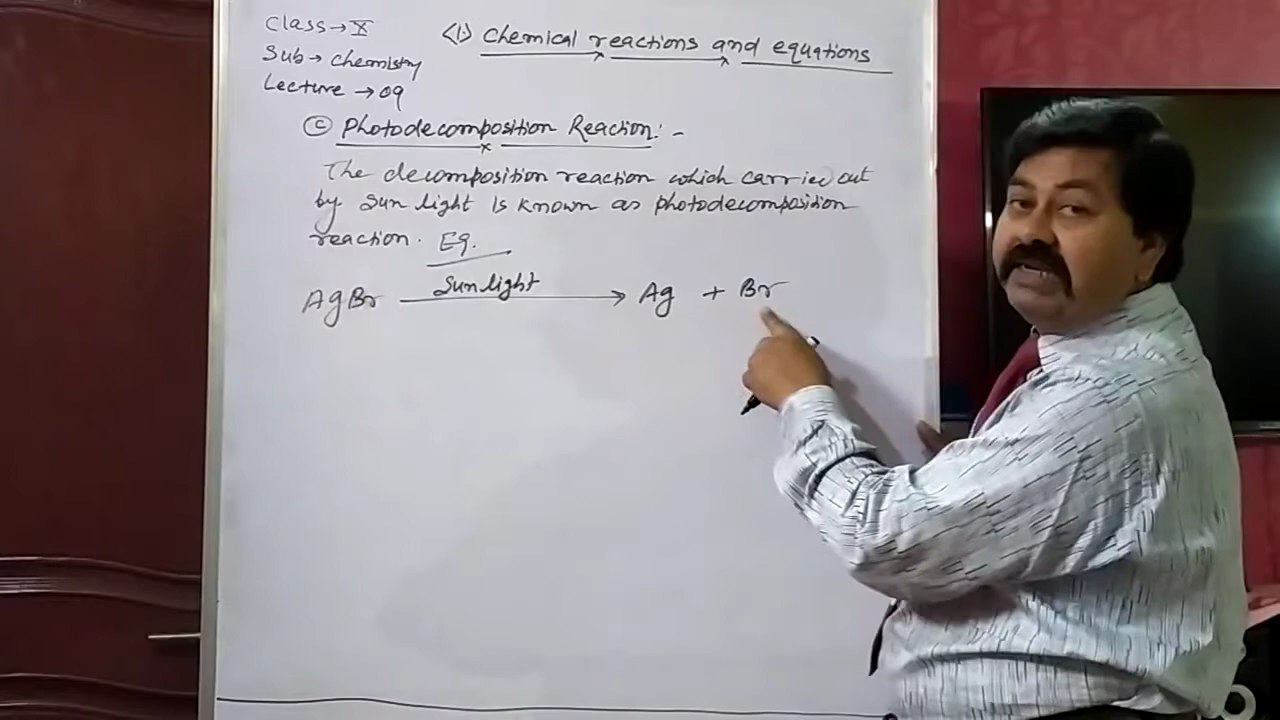 Class → X
Sub → Chemistry
Lecture → 09
<1.> Chemical reactions and equations
(c) Photodecomposition Reaction: -
The decomposition reaction which carried out
by Sun light is known as photodecomposition
reaction. Eg.
AgBr Sunlight → Ag + Br